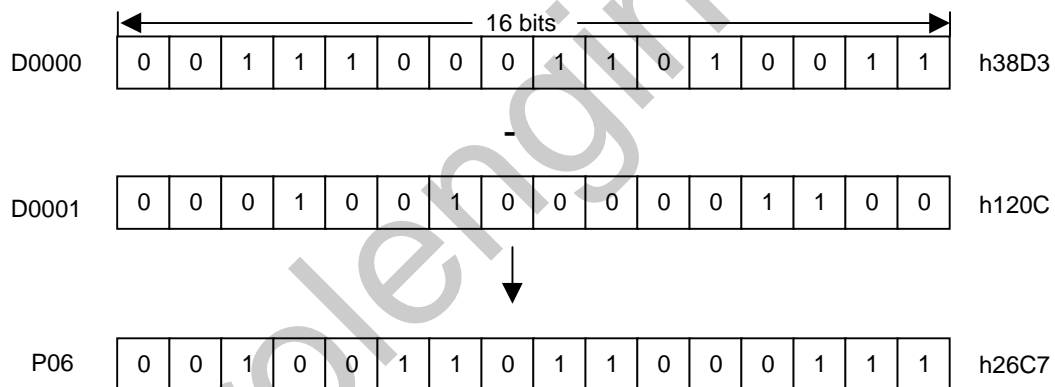 16 bits
D0000 0 0 1 1 1 0 0 0 1 1 0 1 0 0 1 1 h38D3
-
D0001 0 0 0 1 0 0 1 0 0 0 0 0 1 1 0 0 h120C
P06 0 0 1 0 0 1 1 0 1 1 0 0 0 1 1 1 h26C7